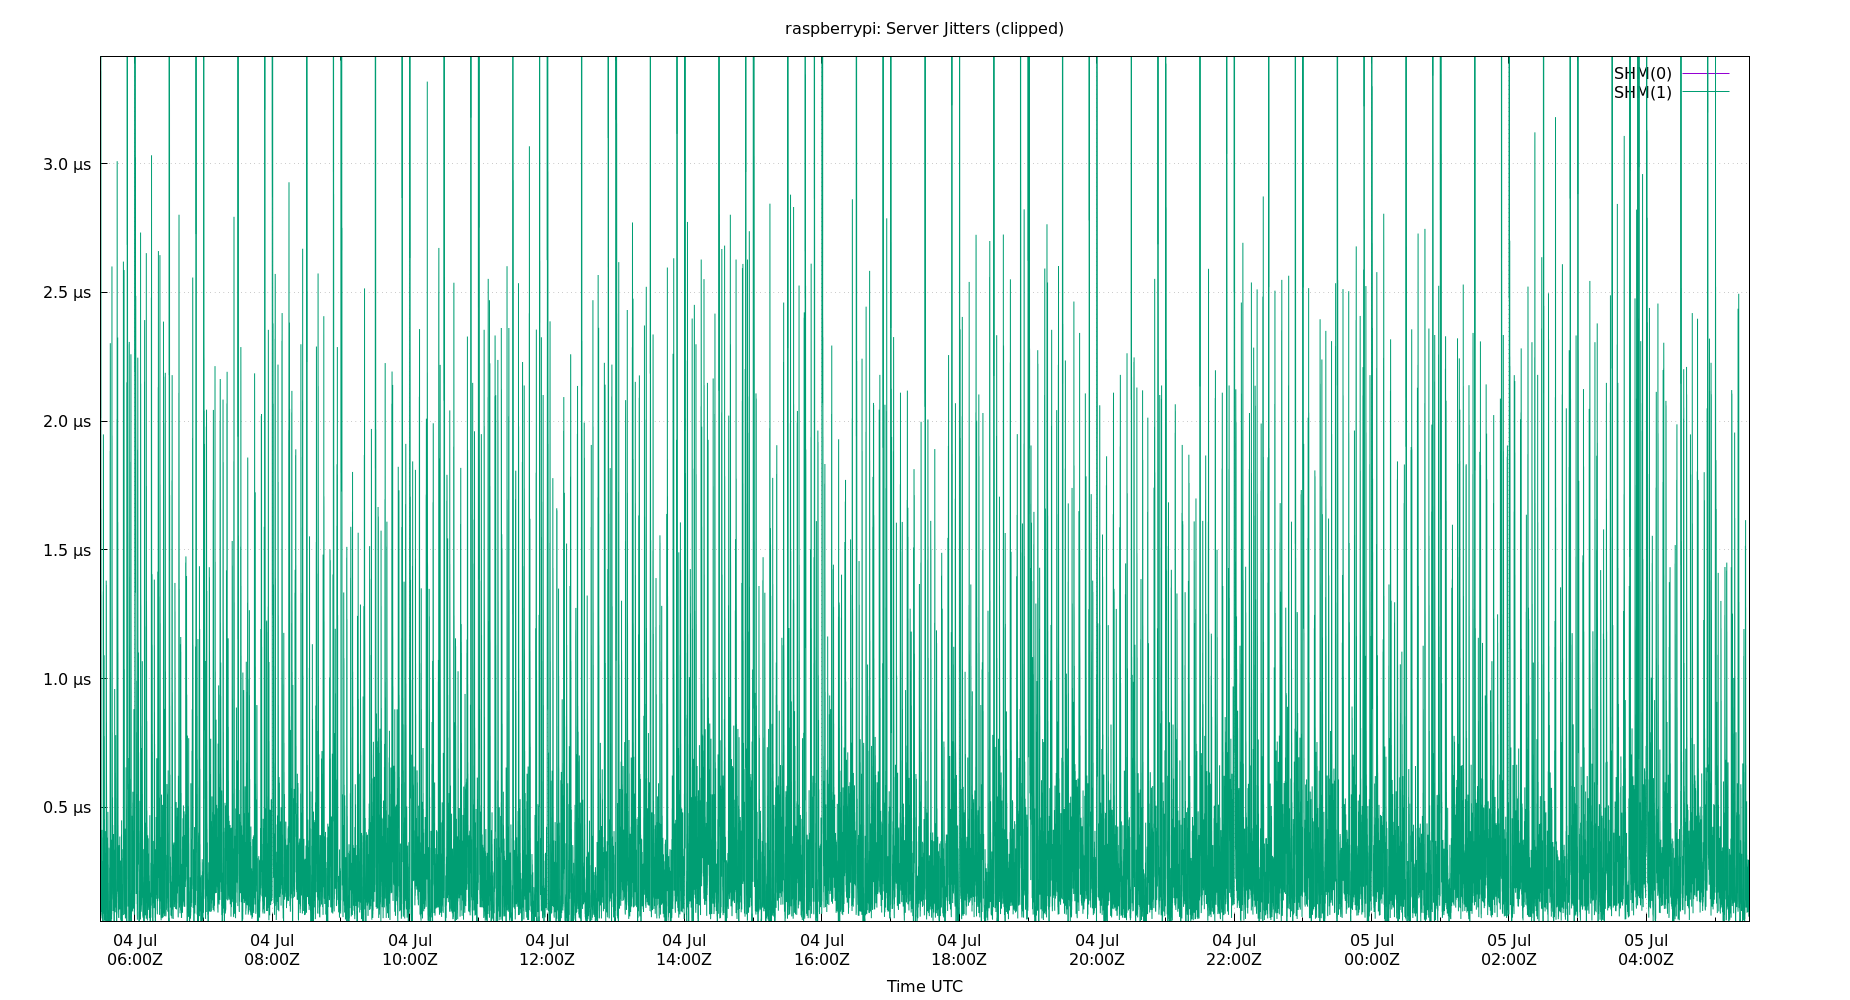 raspberrypi: Server Jitters (clipped)
SHM(0)
SHM(1)
3.0 µs
2.5 µs
2.0 µs
1.5 µs
1.0 µs
0.5 µs
04 Jul 04 Jul 04 Jul 04 Jul 04 Jul 04 Jul 04 Jul 04 Jul 04 Jul 05 Jul 05 Jul 05 Jul
06:00Z 08:00Z 10:00Z 12:00Z 14:00Z 16:00Z 18:00Z 20:00Z 22:00Z 00:00Z 02:00Z 04:00Z
Time UTC